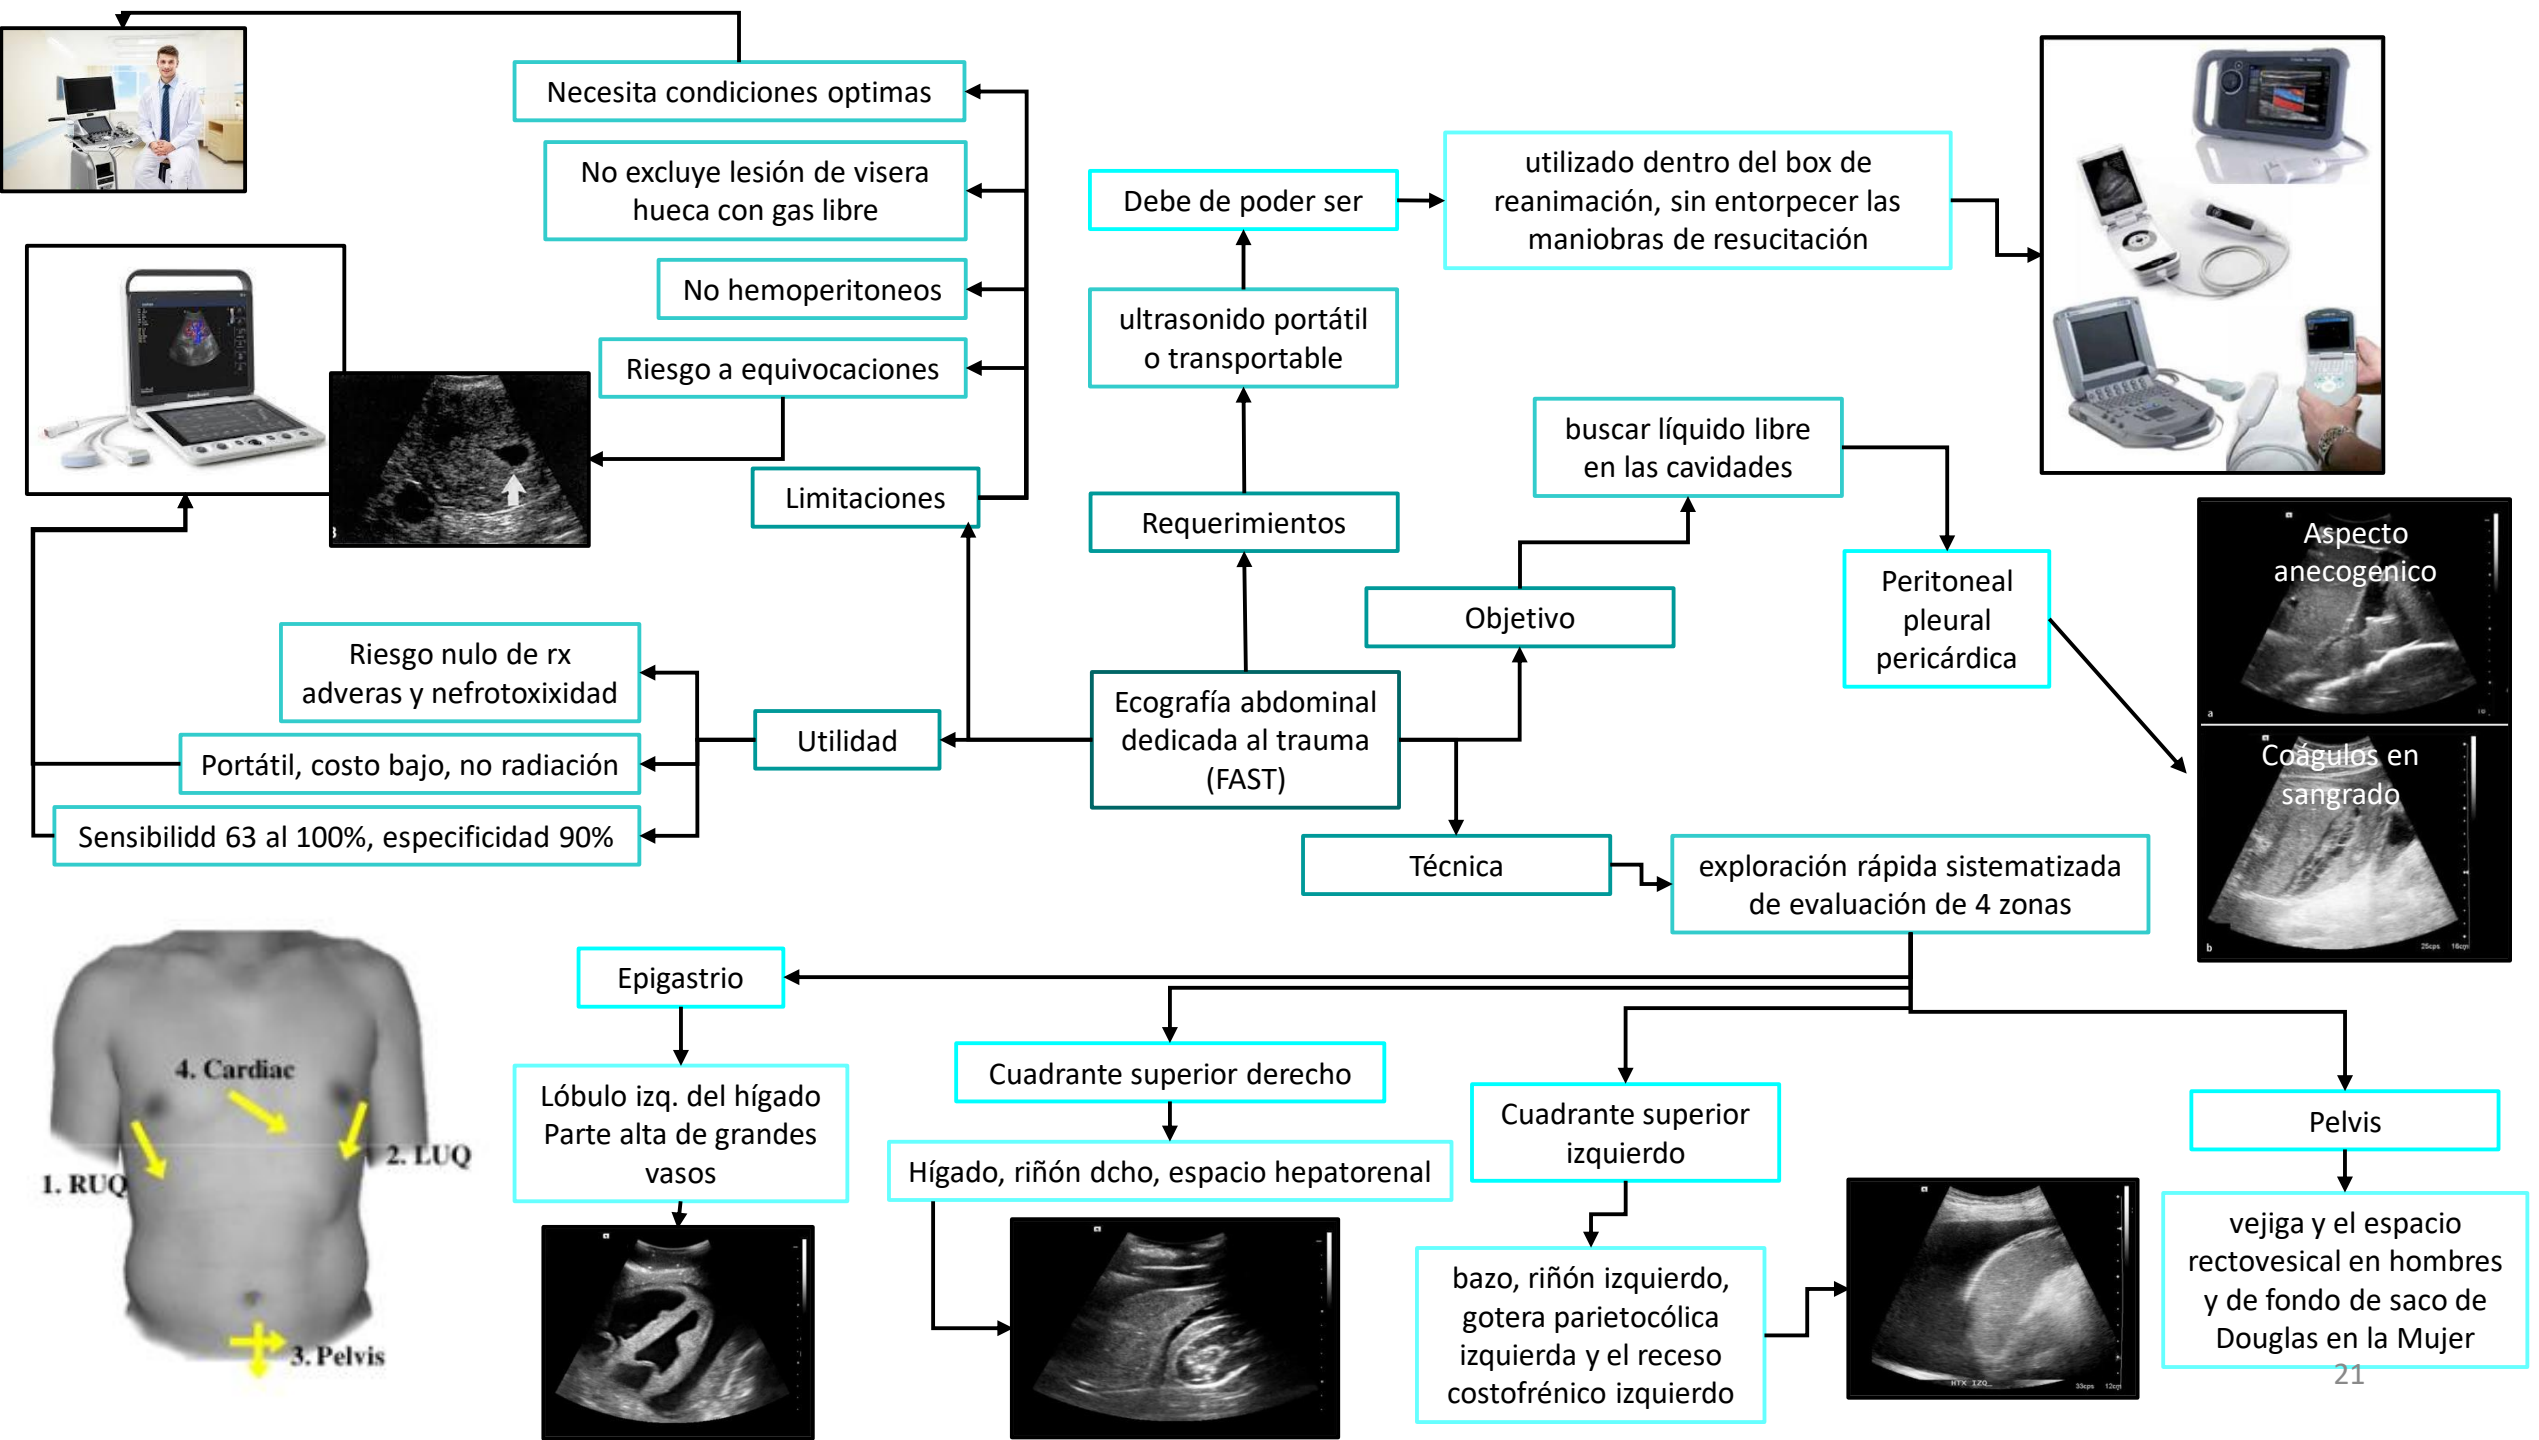 Necesita condiciones optimas
No excluye lesión de visera
hueca con gas libre
No hemoperitoneos
Riesgo a equivocaciones
Limitaciones
Debe de poder ser
utilizado dentro del box de
reanimación, sin entorpecer las
maniobras de resucitación
ultrasonido portátil
o transportable
Requerimientos
buscar líquido libre
en las cavidades
Objetivo
Peritoneal
pleural
pericárdica
Aspecto
anecogenico
a
Coágulos en
sangrado
25cps 16cm
b
Riesgo nulo de rx
adveras y nefrotoxixidad
Utilidad
Portátil, costo bajo, no radiación
Sensibilidd 63 al 100%, especificidad 90%
Ecografía abdominal
dedicada al trauma
(FAST)
Técnica
exploración rápida sistematizada
de evaluación de 4 zonas
Epigastrio
Lóbulo izq. del hígado
Parte alta de grandes
vasos
Cuadrante superior derecho
Hígado, riñón dcho, espacio hepatorenal
Cuadrante superior
izquierdo
bazo, riñón izquierdo,
gotera parietocólica
izquierda y el receso
costofrénico izquierdo
HTX IZQ_
33cps 12cm
Pelvis
vejiga y el espacio
rectovesical en hombres
y de fondo de saco de
Douglas en la Mujer
4. Cardiac
2. LUQ
1. RUQ
3. Pelvis
21